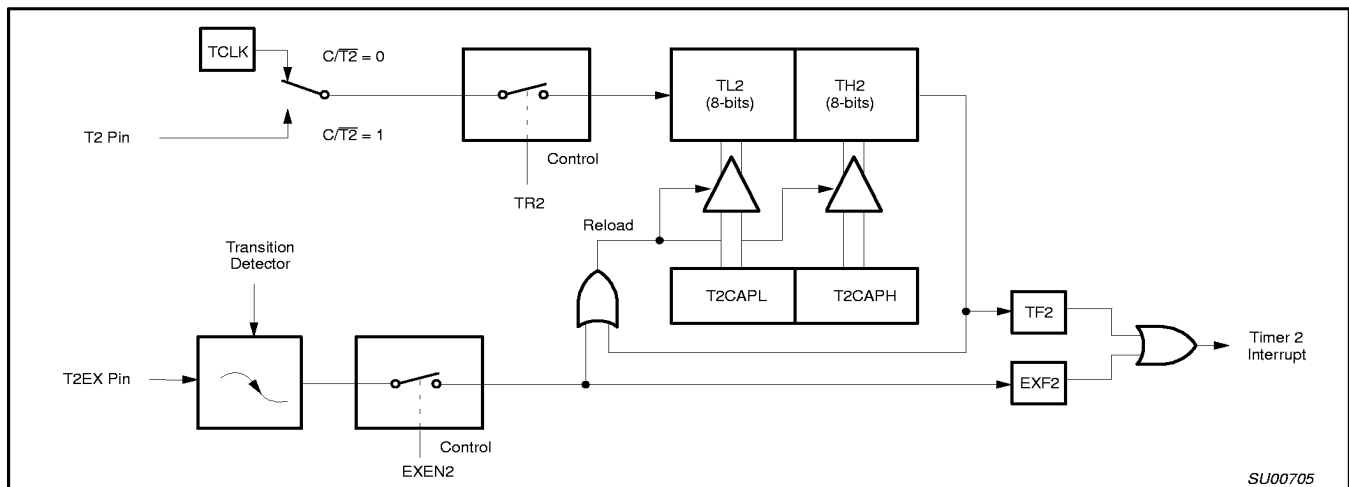 TCLK
C/T2 = 0
T2 Pin
C/T2 = 1
Control
TR2
TL2
(8-bits)
TH2
(8-bits)
Reload
Transition
Detector
T2CAPL
T2CAPH
TF2
Timer 2
Interrupt
T2EX Pin
EXF2
Control
EXEN2
SU00705